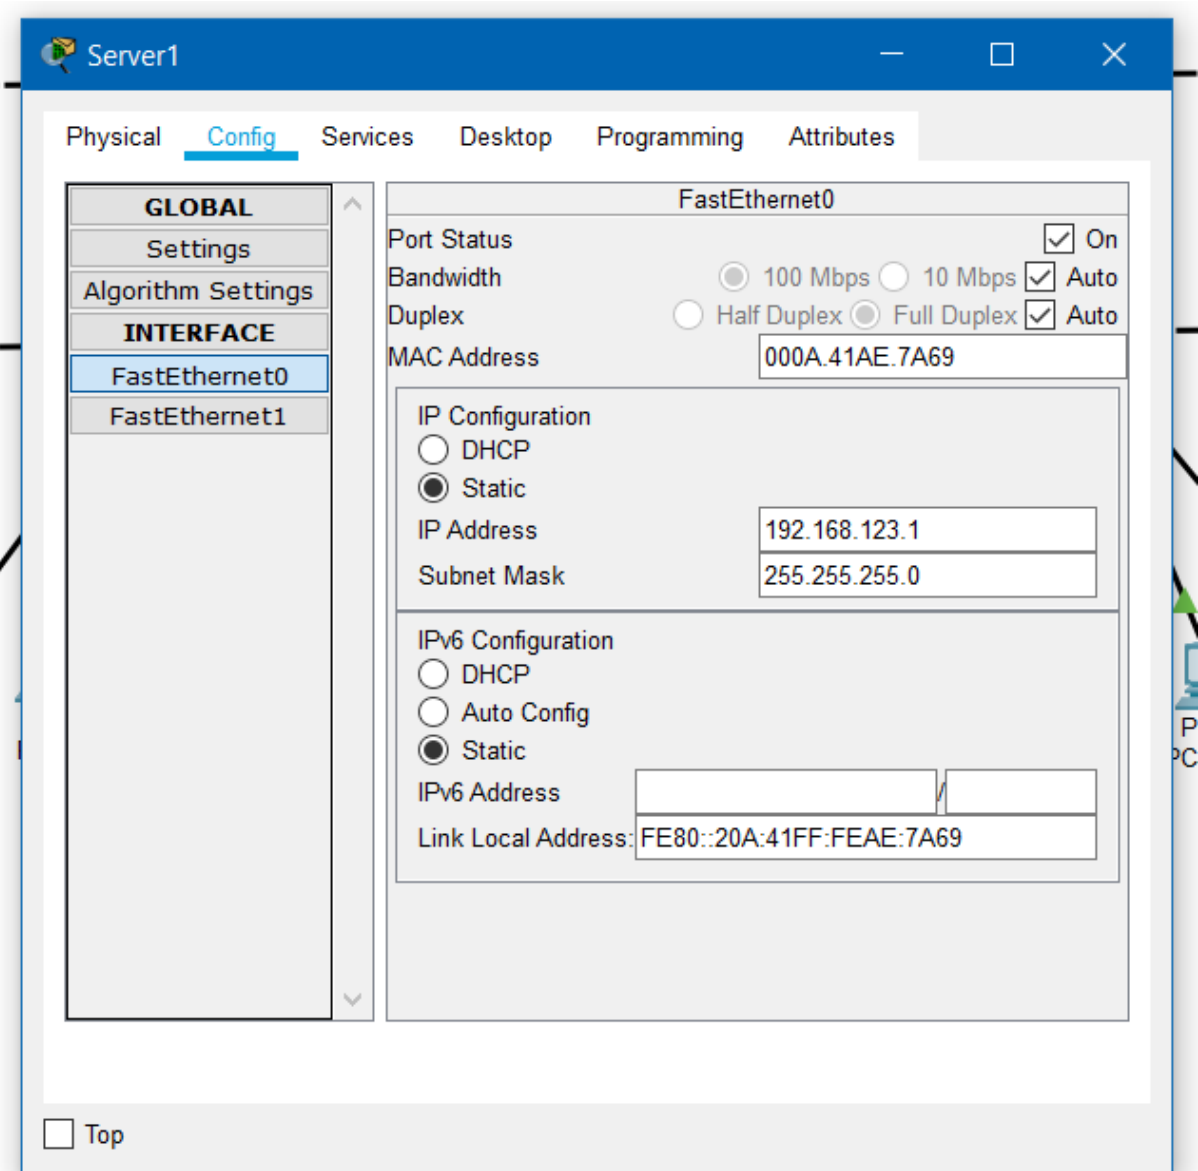 Server1
Physical Config Services Desktop Programming Attributes
GLOBAL
Settings
Algorithm Settings
INTERFACE
FastEthernet0
FastEthernet1
FastEthernet0
Port Status On
Bandwidth 100 Mbps 10 Mbps Auto
Duplex Half Duplex Full Duplex Auto
MAC Address 000A.41AE.7A69
IP Configuration
DHCP
Static
IP Address 192.168.123.1
Subnet Mask 255.255.255.0
IPv6 Configuration
DHCP
Auto Config
Static
IPv6 Address /
Link Local Address: FE80::20A:41FF:FEAE:7A69
Top